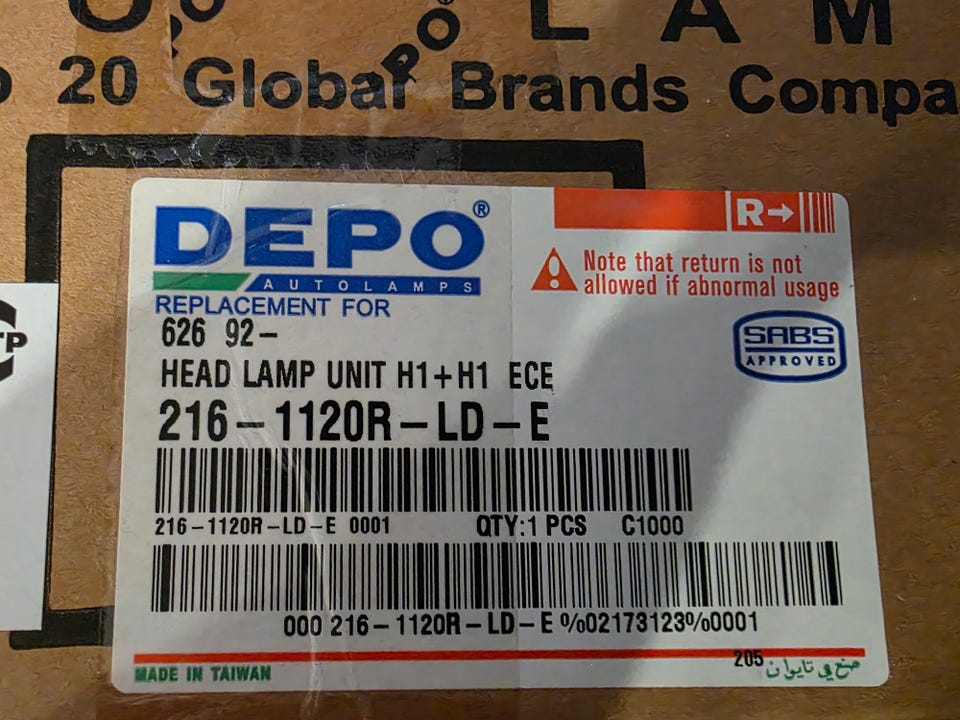 LAM
20 Global Brands Compa
DEPO®
AUTOLAMPS
REPLACEMENT FOR
R→
Note that return is not
allowed if abnormal usage
SABS
APPROVED
626 92-
HEAD LAMP UNIT H1+H1 ECE
216-1120R-LD-E
216-1120R-LD-E 0001 QTY:1 PCS C1000
000 216-1120R-LD-E %02173123%0001
MADE IN TAIWAN
205
صنع في تايوان
TP